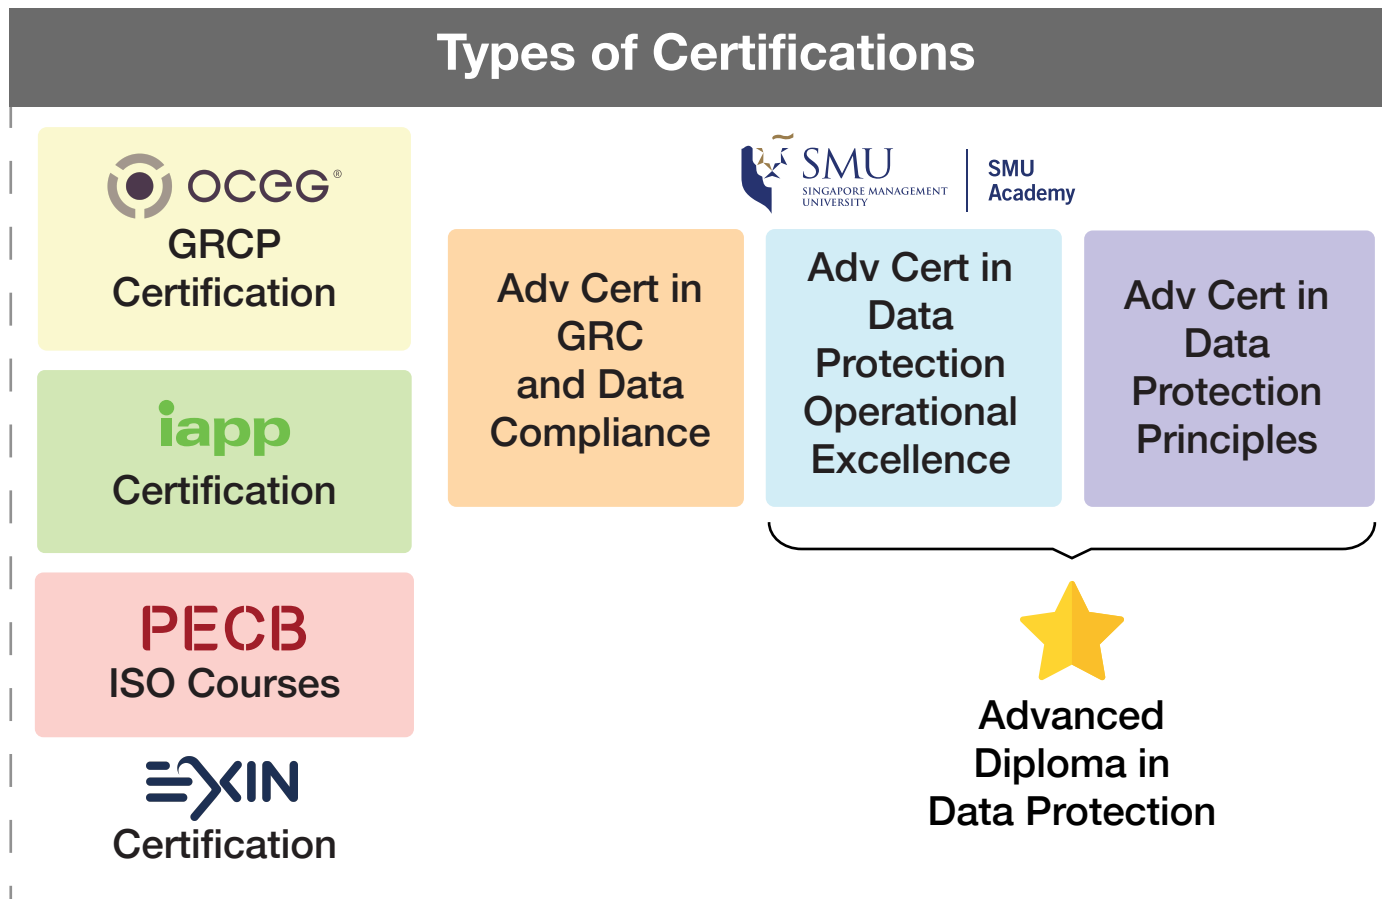 Types of Certifications
OCEG®
GRCP
Certification
iapp
Certification
PECB
ISO Courses
EXIN
Certification
SMU
SINGAPORE MANAGEMENT
UNIVERSITY
SMU
Academy
Adv Cert in
GRC
and Data
Compliance
Adv Cert in
Data
Protection
Operational
Excellence
Adv Cert in
Data
Protection
Principles
Advanced
Diploma in
Data Protection